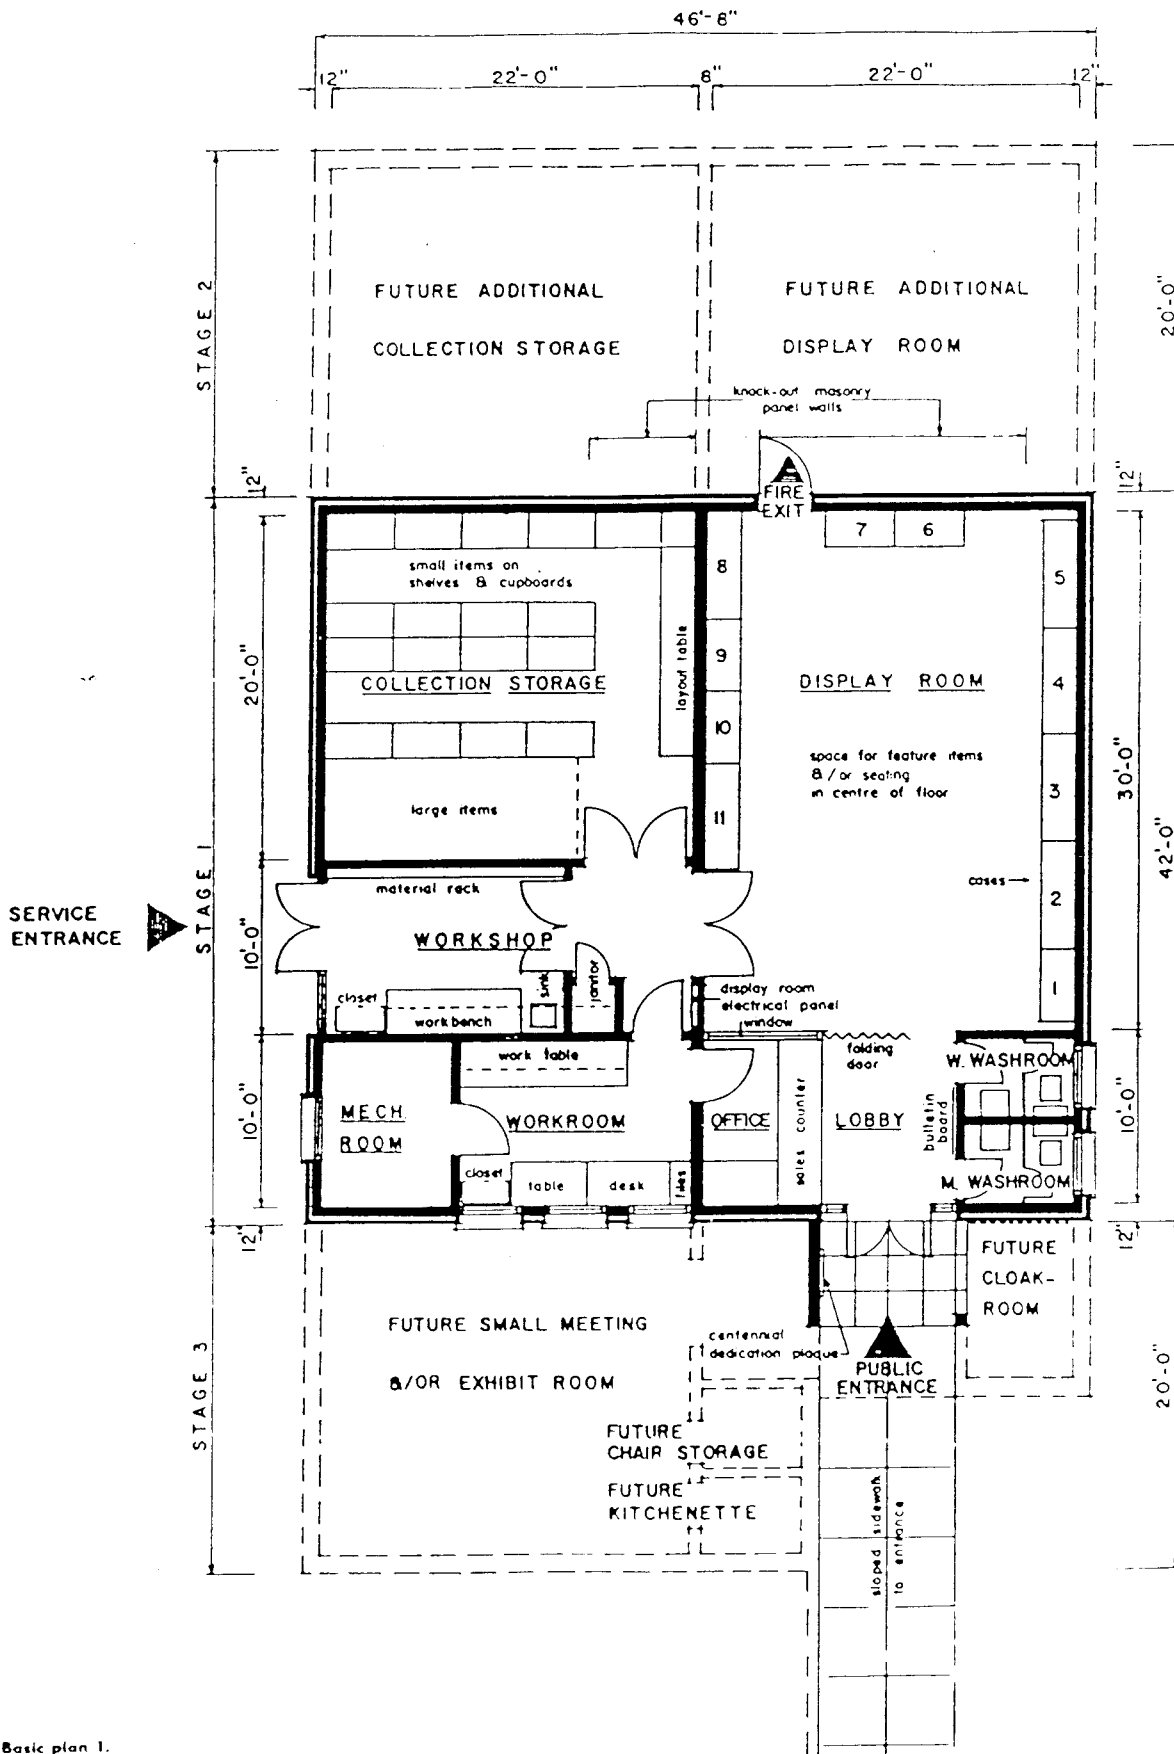 46'-8"
12" 22'-0" 8" 22'-0" 12"
STAGE 2
20'-0"
FUTURE ADDITIONAL
COLLECTION STORAGE
FUTURE ADDITIONAL
DISPLAY ROOM
knock-out masonry
panel walls
12"
12"
FIRE
EXIT
7 6
8
5
small items on
shelves & cupboards
9
layout table
4
20'-0"
COLLECTION STORAGE
DISPLAY ROOM
10
space for feature items
&/or seating
in centre of floor
3
30'-0"
large items
11
42'-0"
STAGE 1
material rack
cases
2
SERVICE
ENTRANCE
10'-0"
WORKSHOP
janitor
sink
closet
workbench
display room
electrical panel
window
1
work table
folding
door
W. WASHROOM
MECH
ROOM
WORKROOM
OFFICE
sales counter
LOBBY
bulletin
board
10'-0"
10'-0"
closet
table
desk
files
M. WASHROOM
12"
12"
FUTURE
CLOAK-
ROOM
FUTURE SMALL MEETING
&/OR EXHIBIT ROOM
centennial
dedication plaque
PUBLIC
ENTRANCE
STAGE 3
20'-0"
FUTURE
CHAIR STORAGE
FUTURE
KITCHENETTE
sloped sidewalk
to entrance
Basic plan 1.